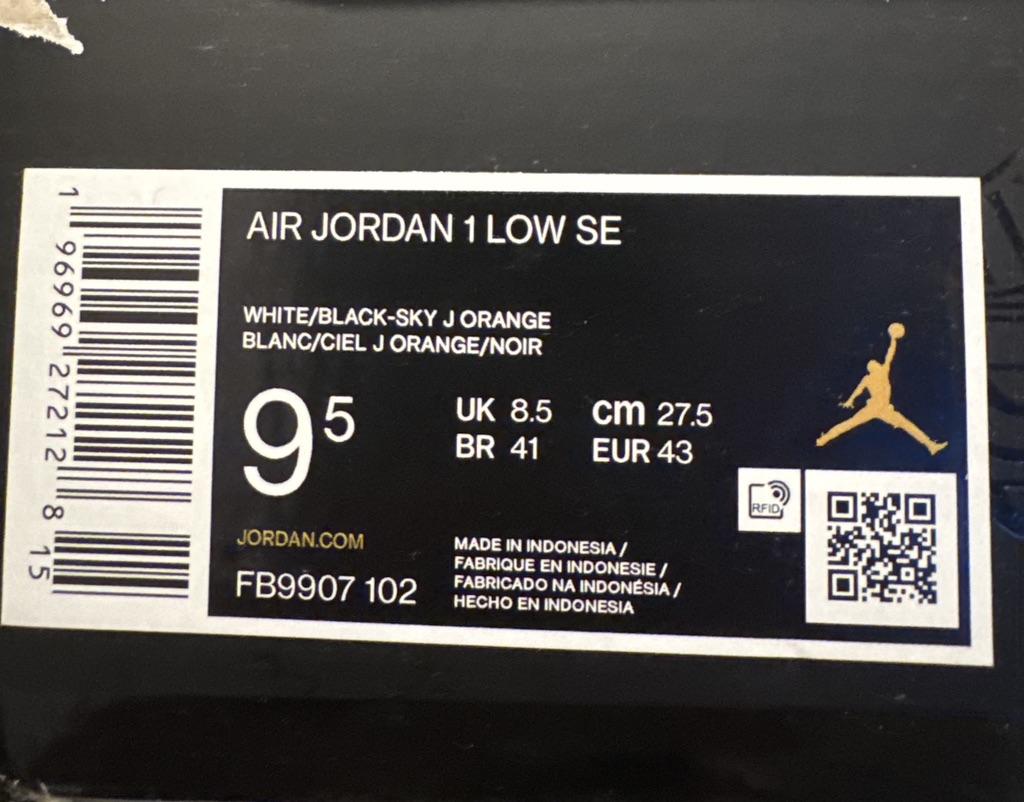 1 96969 27212 8 15
AIR JORDAN 1 LOW SE
WHITE/BLACK-SKY J ORANGE
BLANC/CIEL J ORANGE/NOIR
9 5
UK 8.5 cm 27.5
BR 41 EUR 43
RFID
JORDAN.COM
FB9907 102
MADE IN INDONESIA /
FABRIQUE EN INDONESIE /
FABRICADO NA INDONÉSIA /
HECHO EN INDONESIA